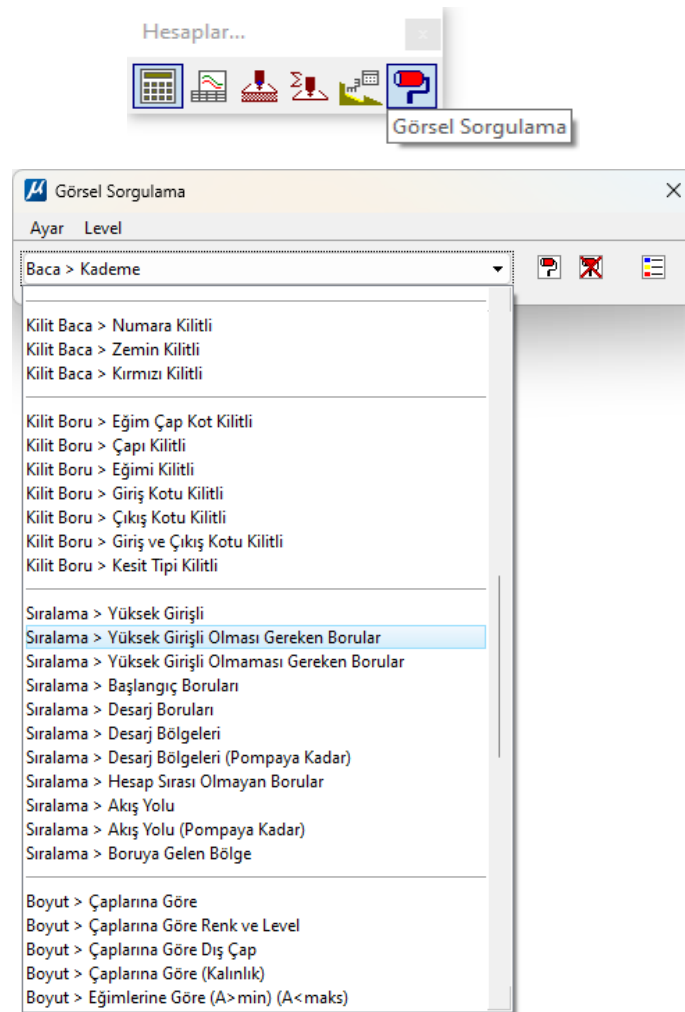 Hesaplar...
Görsel Sorgulama
Görsel Sorgulama
Ayar Level
Baca > Kademe
Kilit Baca > Numara Kilitli
Kilit Baca > Zemin Kilitli
Kilit Baca > Kırmızı Kilitli
Kilit Boru > Eğim Çap Kot Kilitli
Kilit Boru > Çapı Kilitli
Kilit Boru > Eğimi Kilitli
Kilit Boru > Giriş Kotu Kilitli
Kilit Boru > Çıkış Kotu Kilitli
Kilit Boru > Giriş ve Çıkış Kotu Kilitli
Kilit Boru > Kesit Tipi Kilitli
Sıralama > Yüksek Girişli
Sıralama > Yüksek Girişli Olması Gereken Borular
Sıralama > Yüksek Girişli Olmaması Gereken Borular
Sıralama > Başlangıç Boruları
Sıralama > Desarj Boruları
Sıralama > Desarj Bölgeleri
Sıralama > Desarj Bölgeleri (Pompaya Kadar)
Sıralama > Hesap Sırası Olmayan Borular
Sıralama > Akış Yolu
Sıralama > Akış Yolu (Pompaya Kadar)
Sıralama > Boruya Gelen Bölge
Boyut > Çaplarına Göre
Boyut > Çaplarına Göre Renk ve Level
Boyut > Çaplarına Göre Dış Çap
Boyut > Çaplarına Göre (Kalınlık)
Boyut > Eğimlerine Göre (A>min) (A<maks)